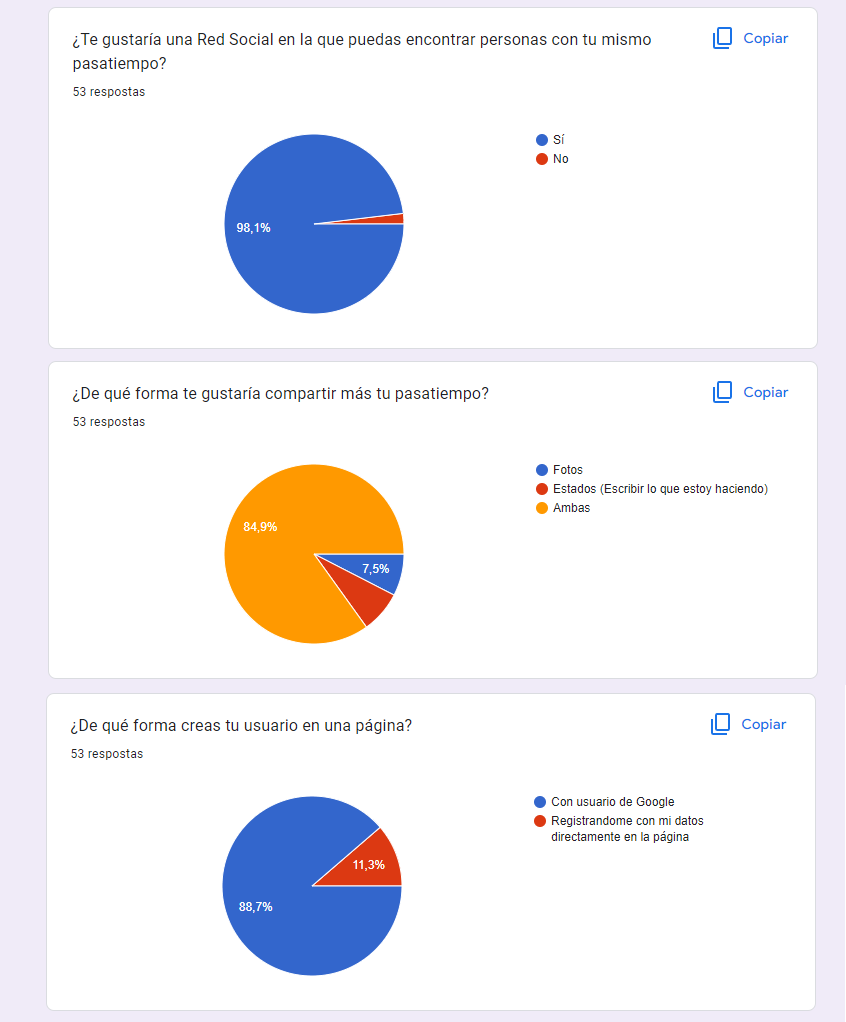 ¿Te gustaría una Red Social en la que puedas encontrar personas con tu mismo
pasatiempo?
Copiar
53 respostas
Sí
No
98,1%
¿De qué forma te gustaría compartir más tu pasatiempo?
Copiar
53 respostas
Fotos
Estados (Escribir lo que estoy haciendo)
Ambas
84,9%
7,5%
¿De qué forma creas tu usuario en una página?
Copiar
53 respostas
Con usuario de Google
Registrandome con mi datos
directamente en la página
11,3%
88,7%